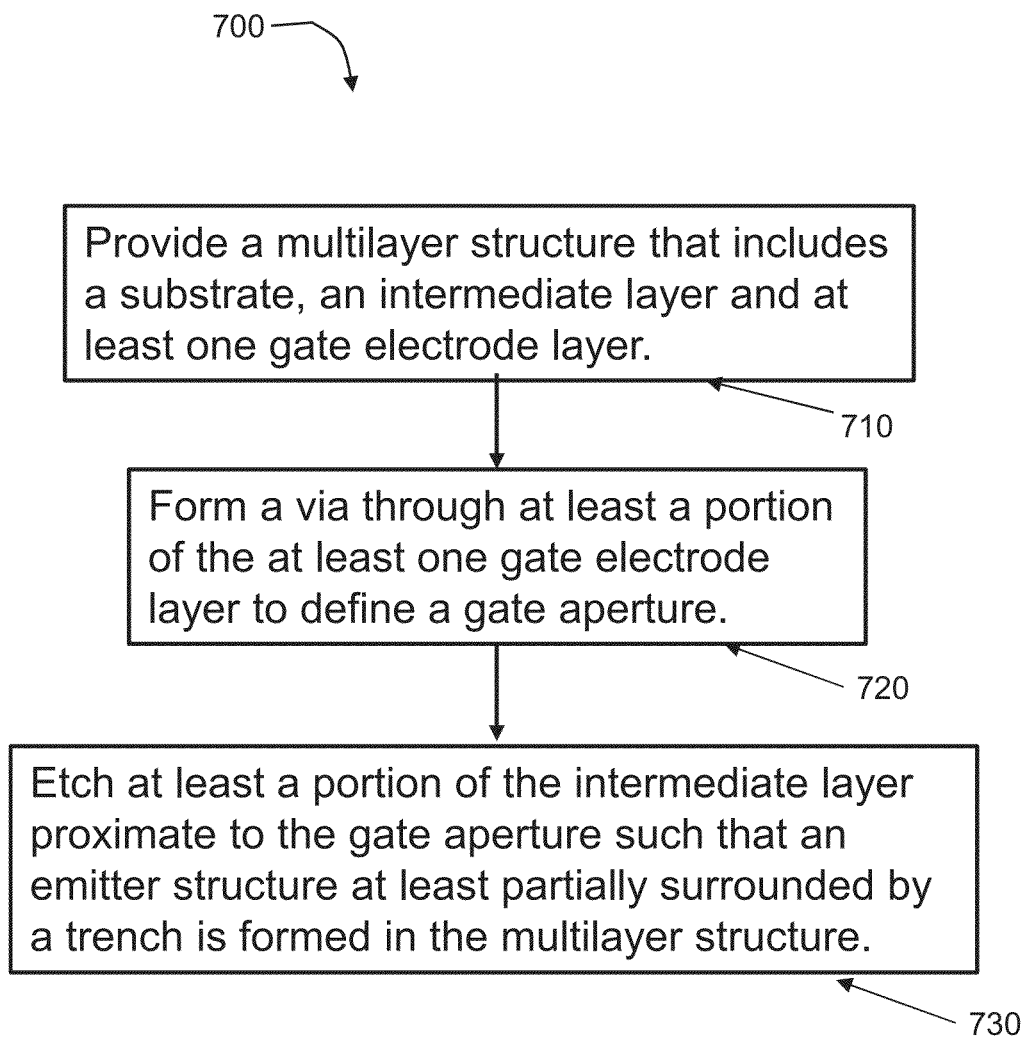 700
Provide a multilayer structure that includes
a substrate, an intermediate layer and at
least one gate electrode layer.
710
Form a via through at least a portion
of the at least one gate electrode
layer to define a gate aperture.
720
Etch at least a portion of the intermediate layer
proximate to the gate aperture such that an
emitter structure at least partially surrounded by
a trench is formed in the multilayer structure.
730